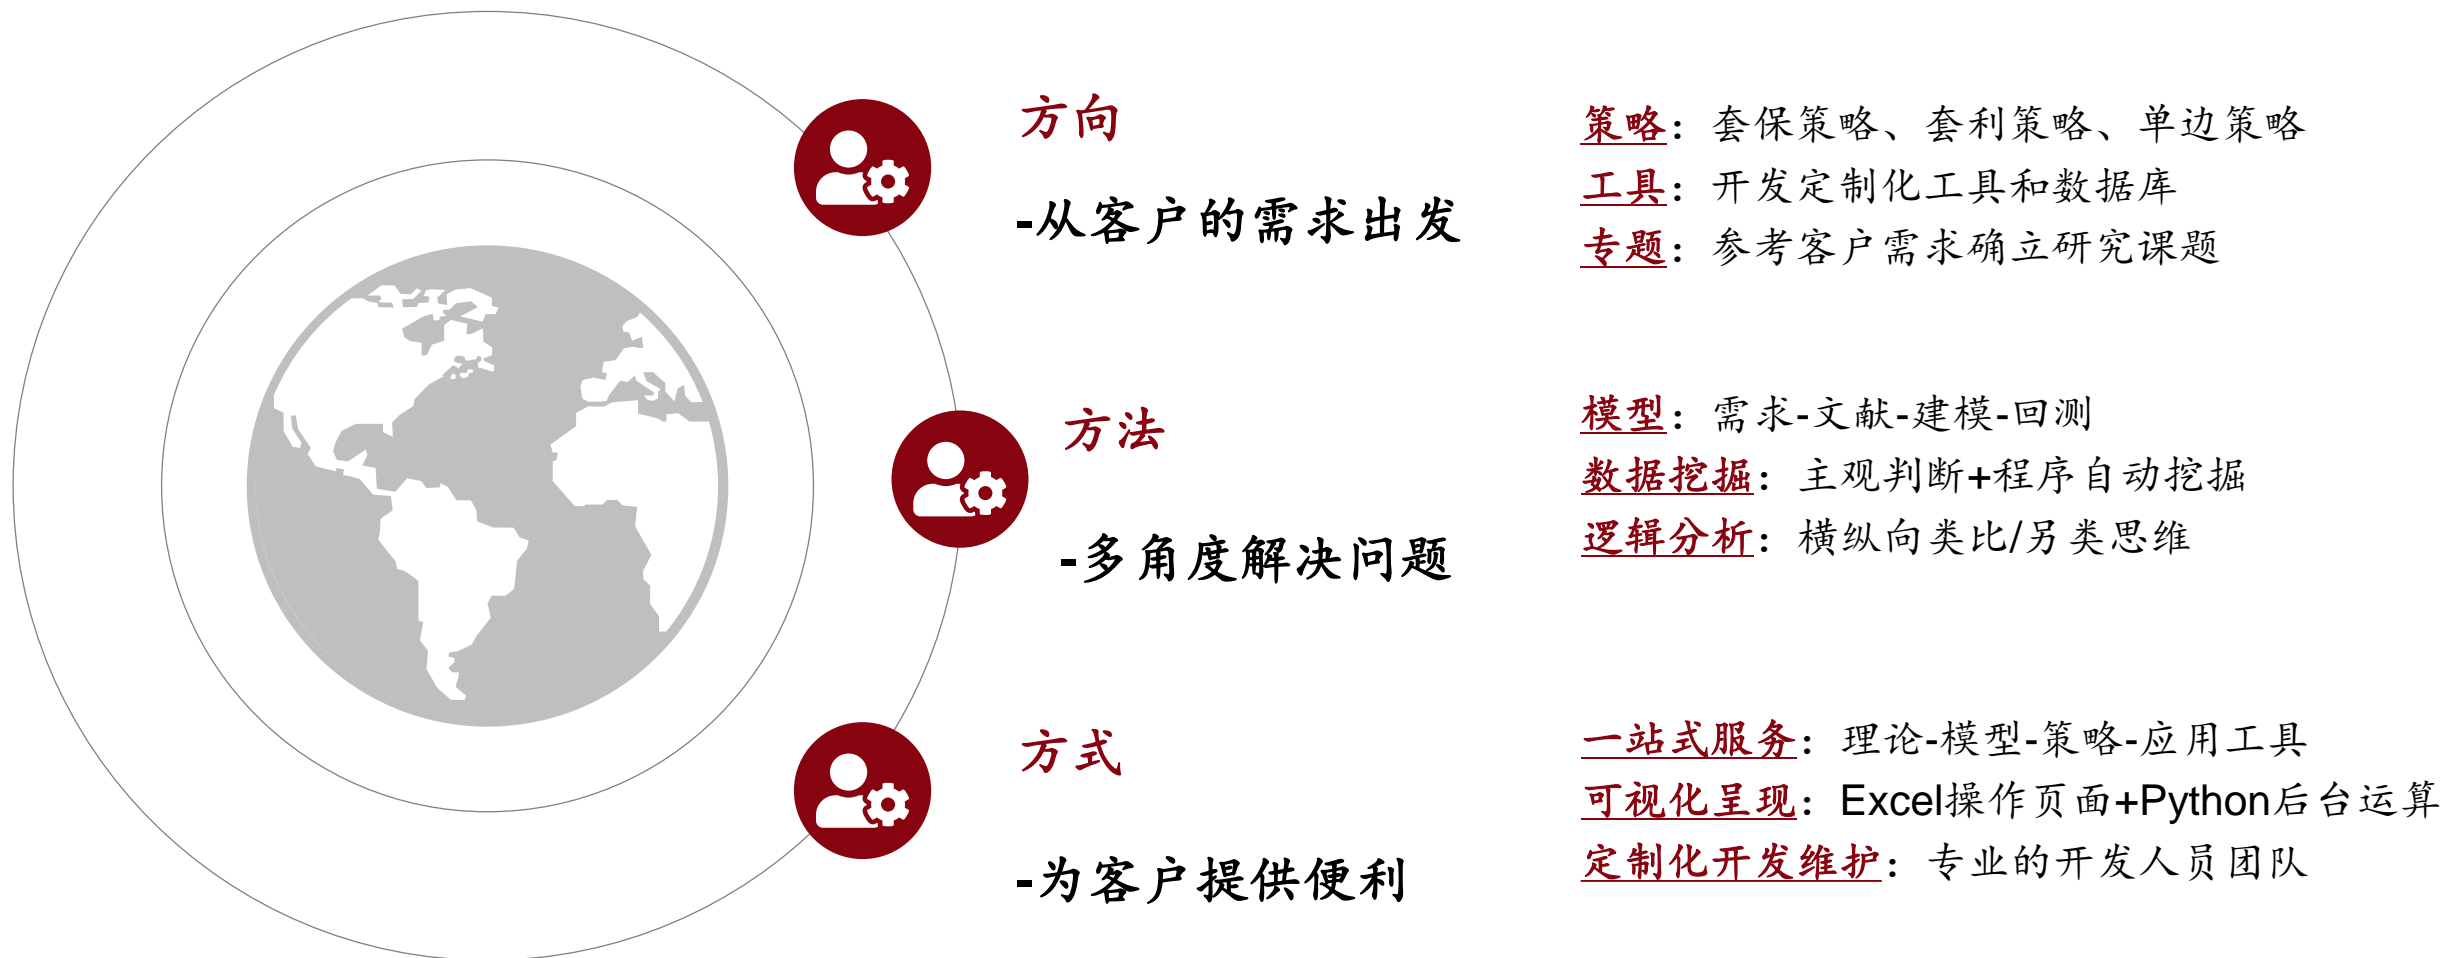 方向
-从客户的需求出发
策略：套保策略、套利策略、单边策略
工具：开发定制化工具和数据库
专题：参考客户需求确立研究课题
方法
-多角度解决问题
模型：需求-文献-建模-回测
数据挖掘：主观判断+程序自动挖掘
逻辑分析：横纵向类比/另类思维
方式
-为客户提供便利
一站式服务：理论-模型-策略-应用工具
可视化呈现：Excel操作页面+Python后台运算
定制化开发维护：专业的开发人员团队